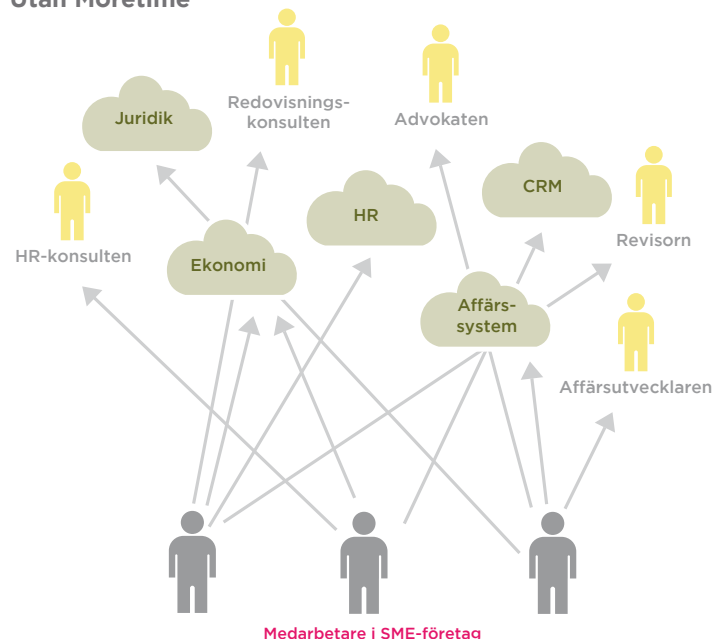 Utan Moretime
Juridik
Redovisnings-
konsulten
Advokaten
CRM
HR
HR-konsulten
Ekonomi
Revisorn
Affärs-
system
Affärsutvecklaren
Medarbetare i SME-företag